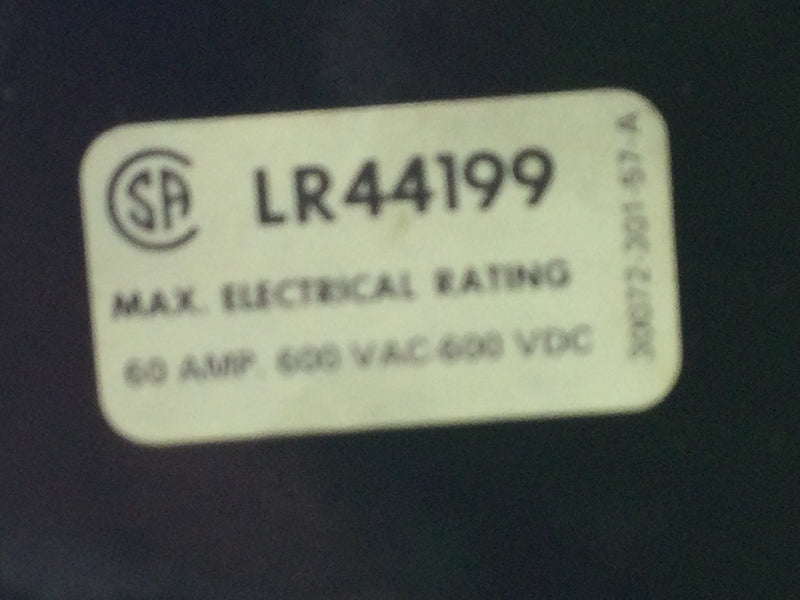 SA LR44199
MAX. ELECTRICAL RATING
60 AMP. 600 VAC-600 VDC
30072-301-57-A